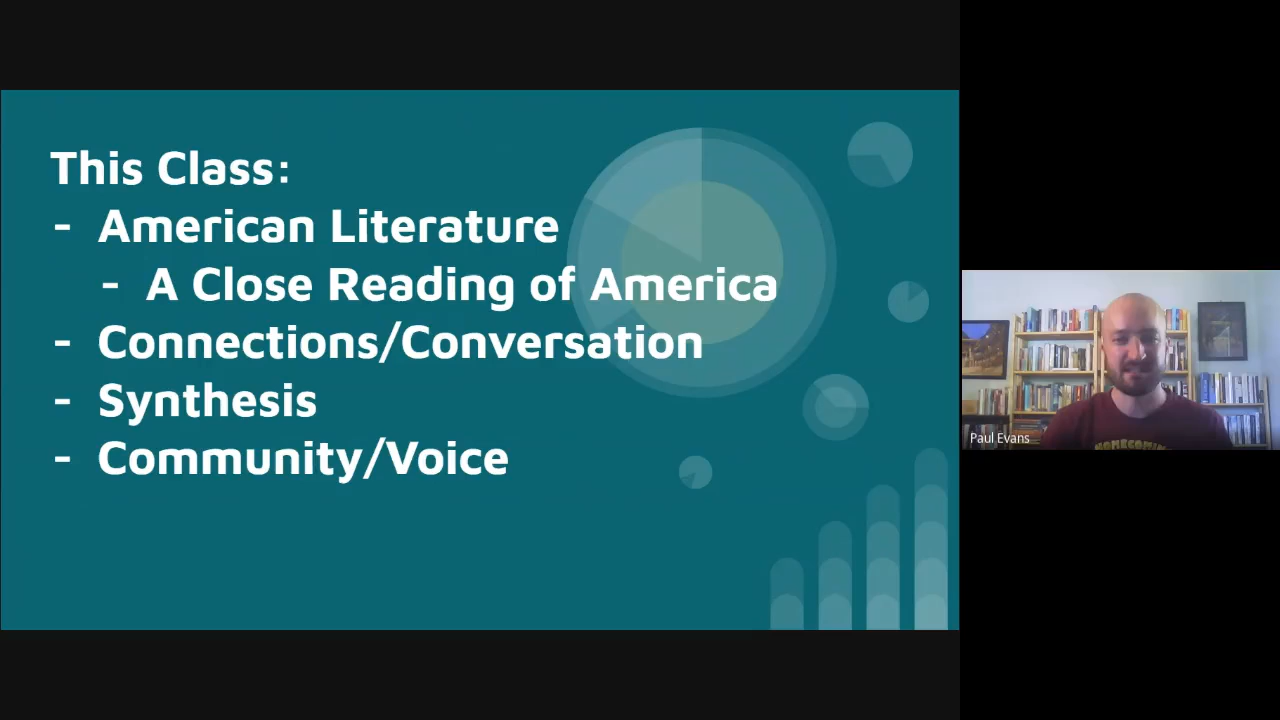 This Class:
- American Literature
- A Close Reading of America
- Connections/Conversation
- Synthesis
- Community/Voice
Paul Evans